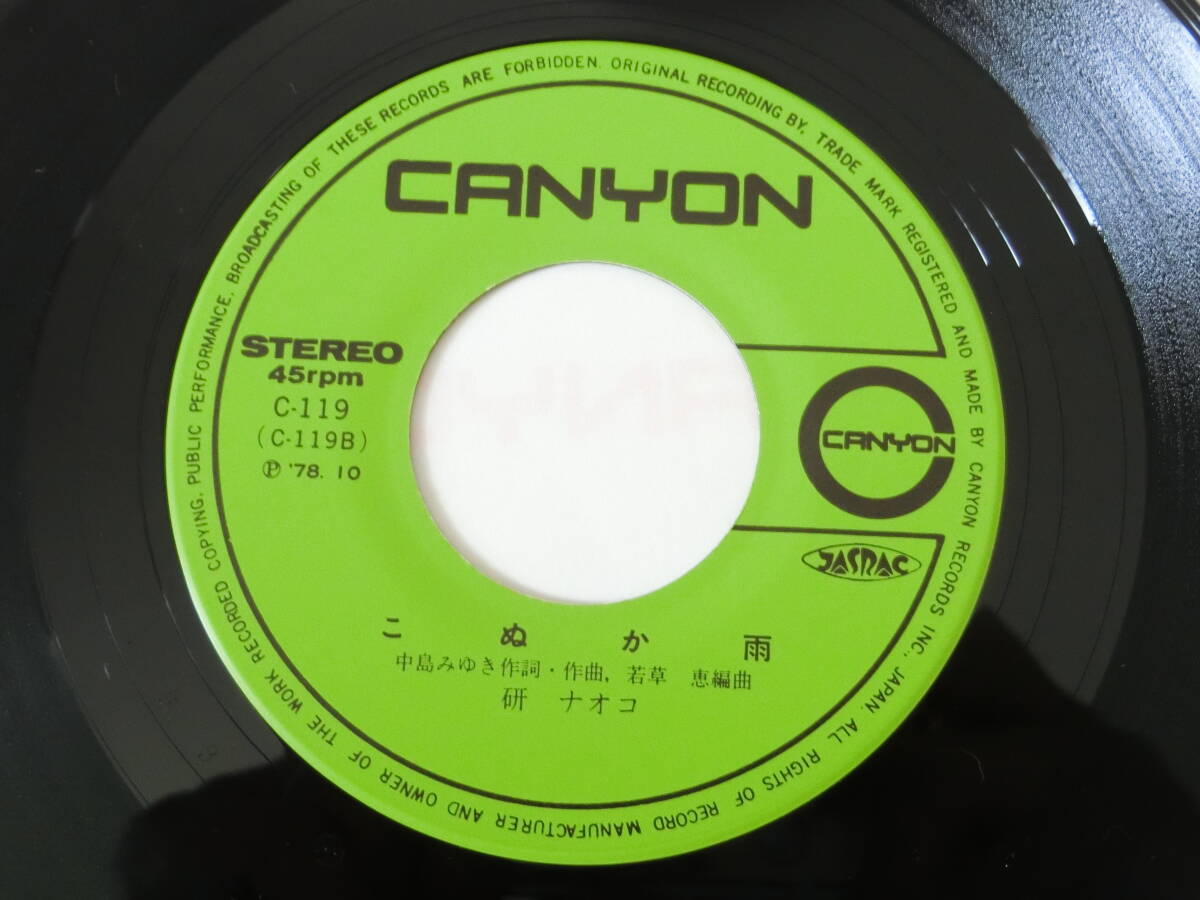 CANYON
STEREO
45rpm
C-119
(C-119B)
Ⓟ '78. 10
CANYON
JASRAC
こぬか雨
中島みゆき作詞・作曲, 若草 恵編曲
研 ナオコ
ORIGINAL RECORDING BY, TRADE MARK REGISTERED AND MADE BY CANYON RECORDS INC., JAPAN. ALL RIGHTS OF RECORD MANUFACTURER AND OWNER OF THE WORK RECORDED COPYING, PUBLIC PERFORMANCE, BROADCASTING OF THESE RECORDS ARE FORBIDDEN.